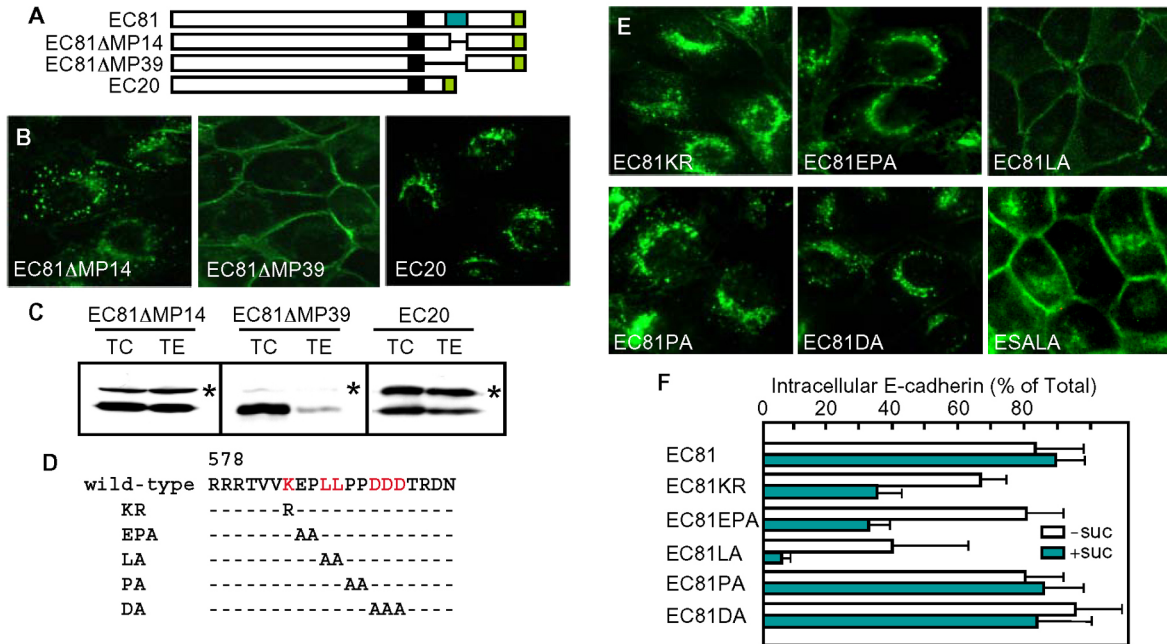 A
EC81
EC81ΔMP14
EC81ΔMP39
EC20
B
EC81ΔMP14
EC81ΔMP39
EC20
C
EC81ΔMP14 EC81ΔMP39 EC20
TC TE TC TE TC TE
* * *
D
578
wild-type RRRTVVKEPLLPPDDDTRDN
KR ------R-------------
EPA -------AA-----------
LA ---------AA---------
PA -----------AA-------
DA -------------AAA----
E
EC81KR
EC81EPA
EC81LA
EC81PA
EC81DA
ESALA
F
Intracellular E-cadherin (% of Total)
0 20 40 60 80
EC81
EC81KR
EC81EPA
EC81LA
EC81PA
EC81DA
-suc
+suc